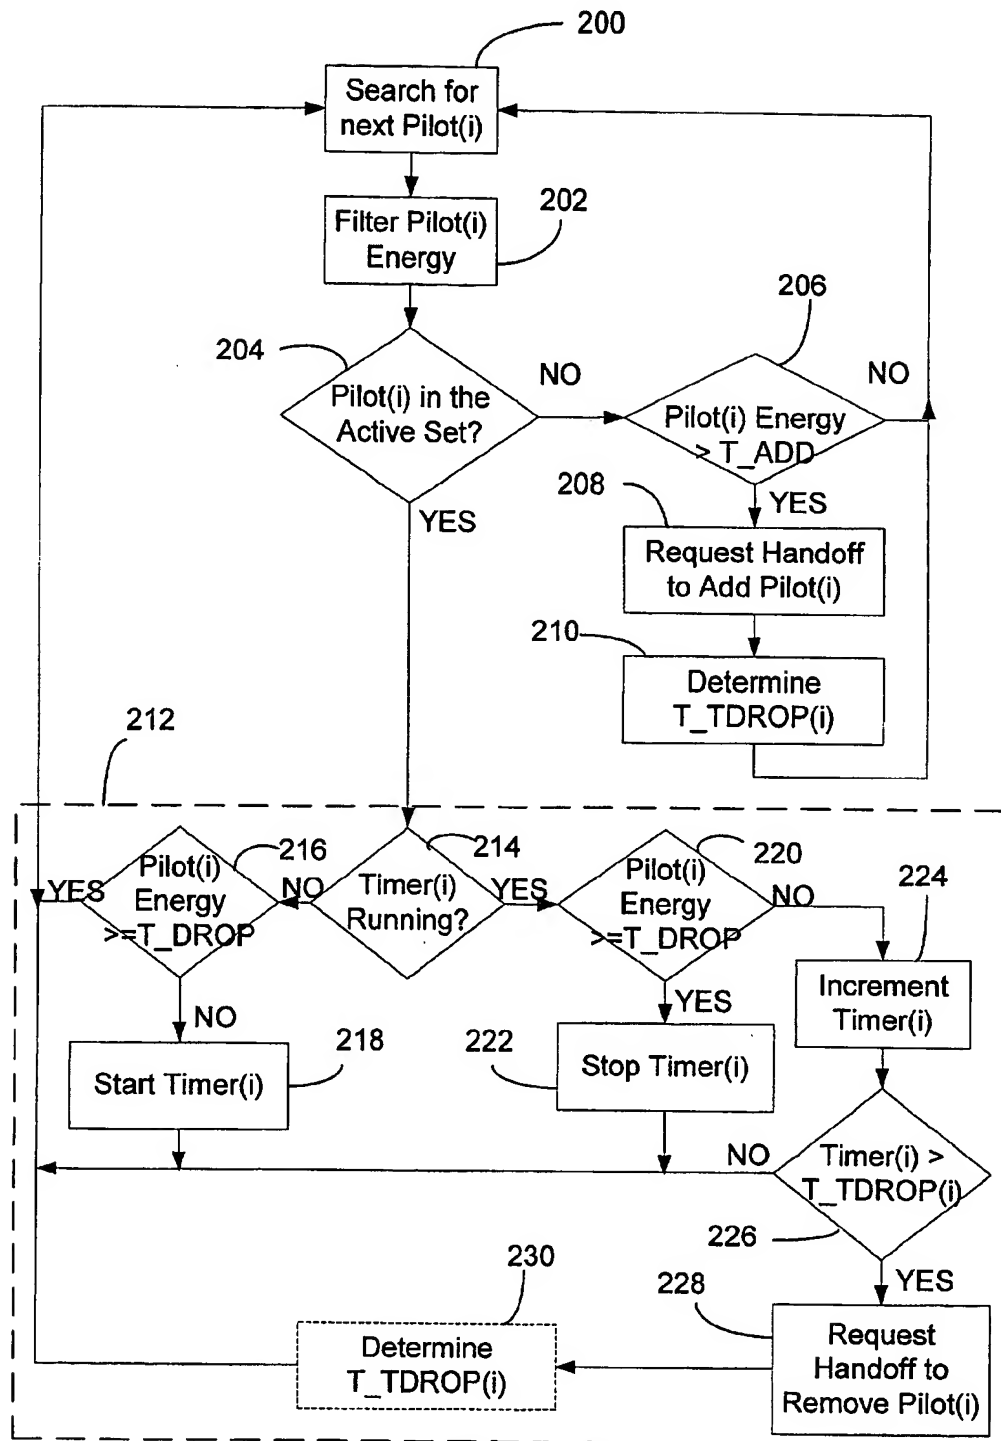 200
Search for
next Pilot(i)
202
Filter Pilot(i)
Energy
206
204
Pilot(i) in the
Active Set?
NO
Pilot(i) Energy
> T_ADD
NO
YES
208
YES
Request Handoff
to Add Pilot(i)
210
Determine
T_TDROP(i)
212
YES
Pilot(i)
Energy
>=T_DROP
216
NO
214
Timer(i)
Running?
YES
Pilot(i)
Energy
>=T_DROP
220
NO
224
Increment
Timer(i)
NO
218
Start Timer(i)
222
YES
Stop Timer(i)
NO
Timer(i) >
T_TDROP(i)
226
YES
230
228
Determine
T_TDROP(i)
Request
Handoff to
Remove Pilot(i)